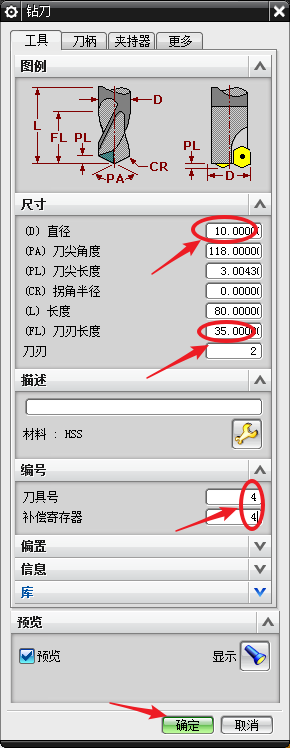 钻刀
工具 刀柄 夹持器 更多
图例
D
L
FL
PL
CR
PA
PL
D
尺寸
(D) 直径 10.0000
(PA) 刀尖角度 118.0000
(PL) 刀尖长度 3.0043
(CR) 拐角半径 0.0000
(L) 长度 80.0000
(FL) 刀刃长度 35.0000
刀刃 2
描述
材料 : HSS
编号
刀具号 4
补偿寄存器 4
偏置
信息
库
预览
预览 显示
确定 取消